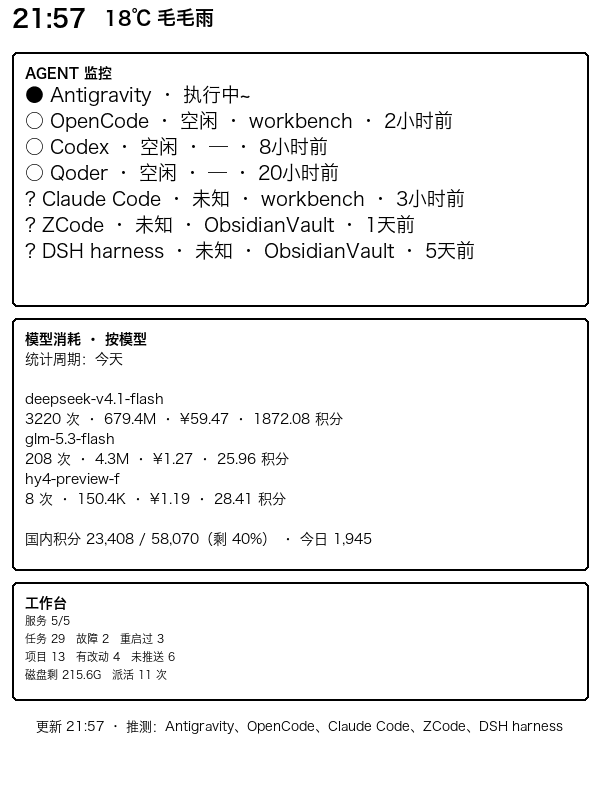 21:57 18℃ 毛毛雨
AGENT 监控
● Antigravity · 执行中~
○ OpenCode · 空闲 · workbench · 2小时前
○ Codex · 空闲 · — · 8小时前
○ Qoder · 空闲 · — · 20小时前
? Claude Code · 未知 · workbench · 3小时前
? ZCode · 未知 · ObsidianVault · 1天前
? DSH harness · 未知 · ObsidianVault · 5天前
模型消耗 · 按模型
统计周期：今天
deepseek-v4.1-flash
3220 次 · 679.4M · ¥59.47 · 1872.08 积分
glm-5.3-flash
208 次 · 4.3M · ¥1.27 · 25.96 积分
hy4-preview-f
8 次 · 150.4K · ¥1.19 · 28.41 积分
国内积分 23,408 / 58,070（剩 40%） · 今日 1,945
工作台
服务 5/5
任务 29 故障 2 重启过 3
项目 13 有改动 4 未推送 6
磁盘剩 215.6G 派活 11 次
更新 21:57 · 推测：Antigravity、OpenCode、Claude Code、ZCode、DSH harness